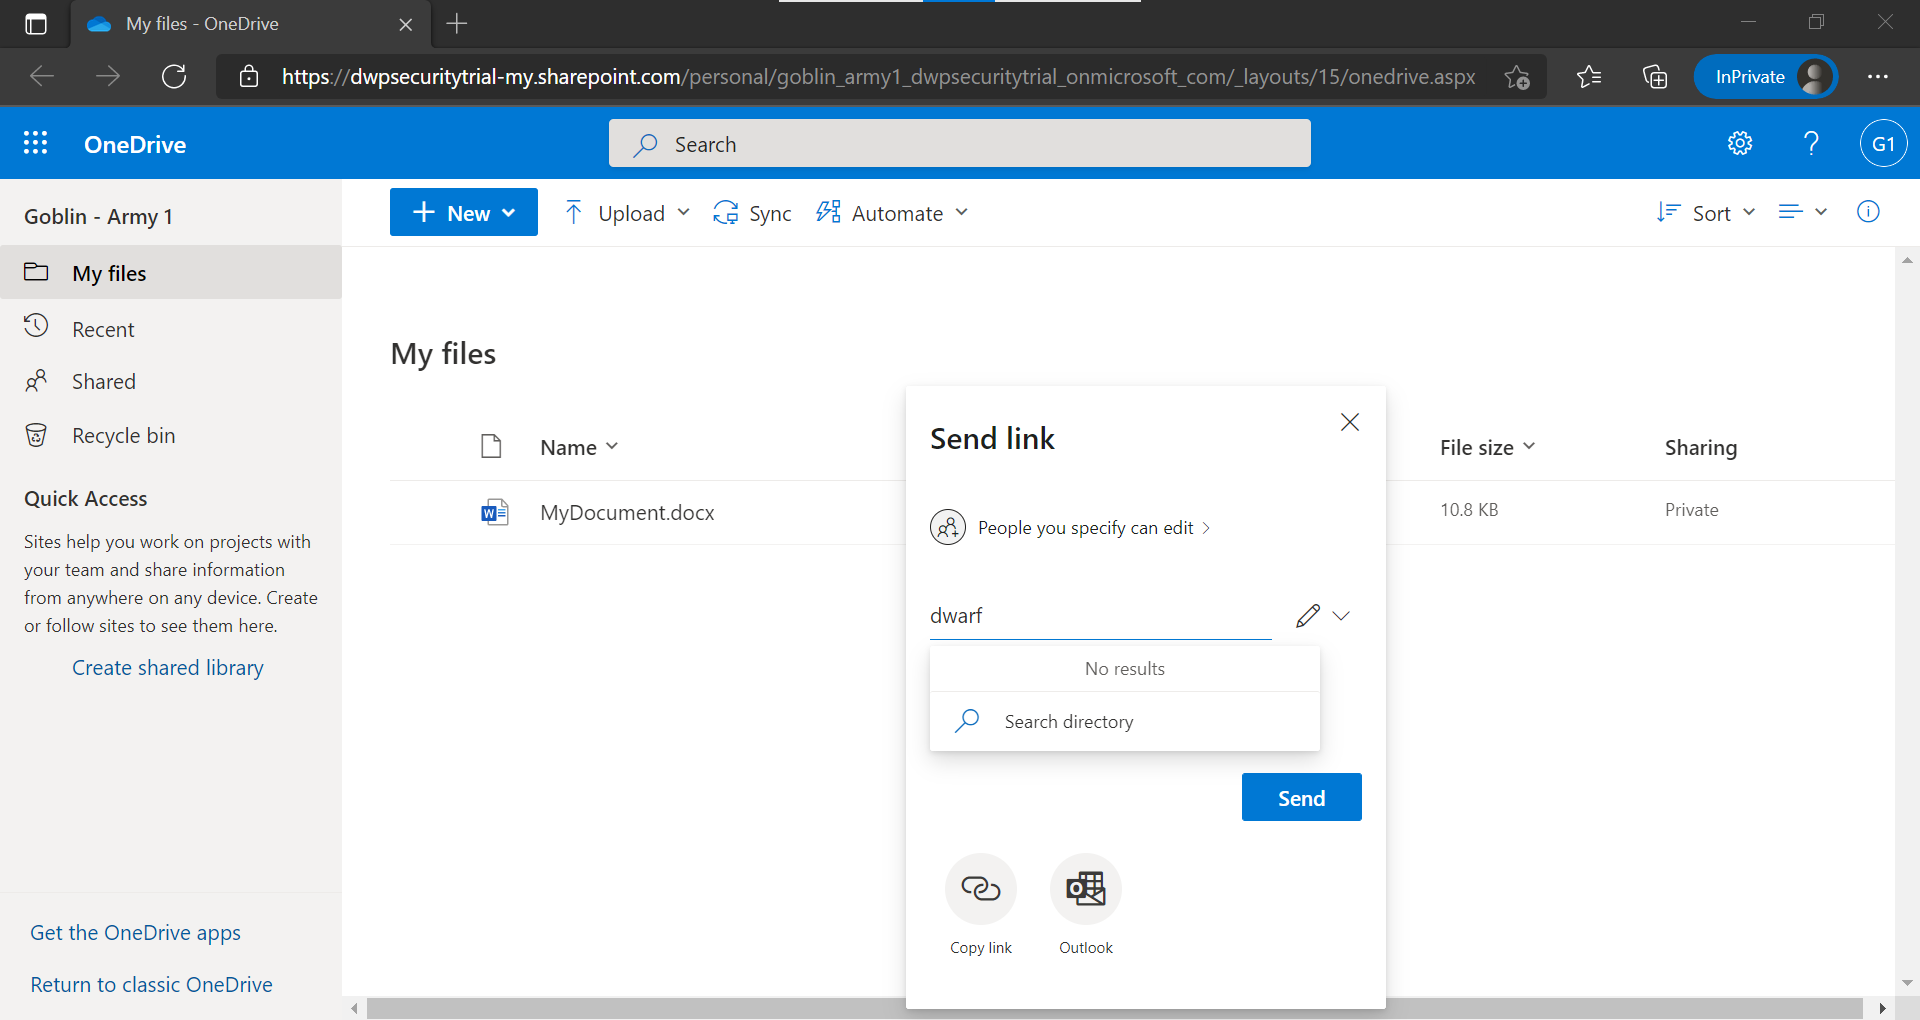 My files - OneDrive
https://dwpsecuritytrial-my.sharepoint.com/personal/goblin_army1_dwpsecuritytrial_onmicrosoft_com/_layouts/15/onedrive.aspx
InPrivate
OneDrive
Search
?
G1
Goblin - Army 1
New
Upload
Sync
Automate
Sort
My files
Recent
Shared
Recycle bin
Quick Access
Sites help you work on projects with
your team and share information
from anywhere on any device. Create
or follow sites to see them here.
Create shared library
Get the OneDrive apps
Return to classic OneDrive
My files
Name
File size
Sharing
MyDocument.docx
10.8 KB
Private
Send link
People you specify can edit
dwarf
No results
Search directory
Send
Copy link
Outlook